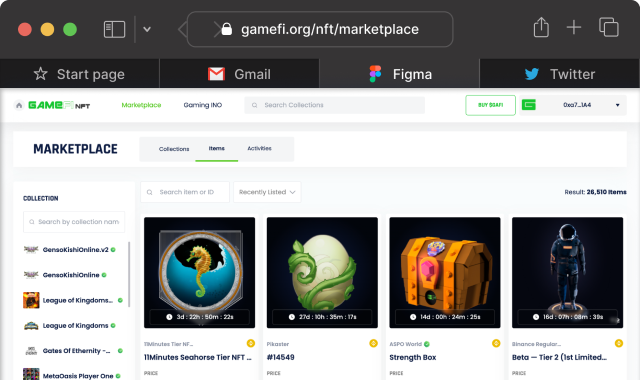 gamefi.org/nft/marketplace
Start page
Gmail
Figma
Twitter
GAMEFI NFT
Marketplace
Gaming INO
Search Collections
BUY $GAFI
0xa7...1A4
MARKETPLACE
Collections
Items
Activities
COLLECTION
Search by collection nam
GensoKishiOnline.v2
GensoKishiOnline
League of Kingdoms...
League of Kingdoms
Gates Of Ethernity -...
MetaOasis Player One
Search item or ID
Recently Listed
Result: 26,510 Items
3d : 22h : 50m : 22s
11Minutes Tier NF...
11Minutes Seahorse Tier NFT ...
PRICE
27d : 10h : 35m : 17s
Pikaster
#14549
PRICE
14d : 00h : 24m : 25s
ASPO World
Strength Box
PRICE
16d : 07h : 08m : 39s
Binance Regular...
Beta — Tier 2 (1st Limited...
PRICE